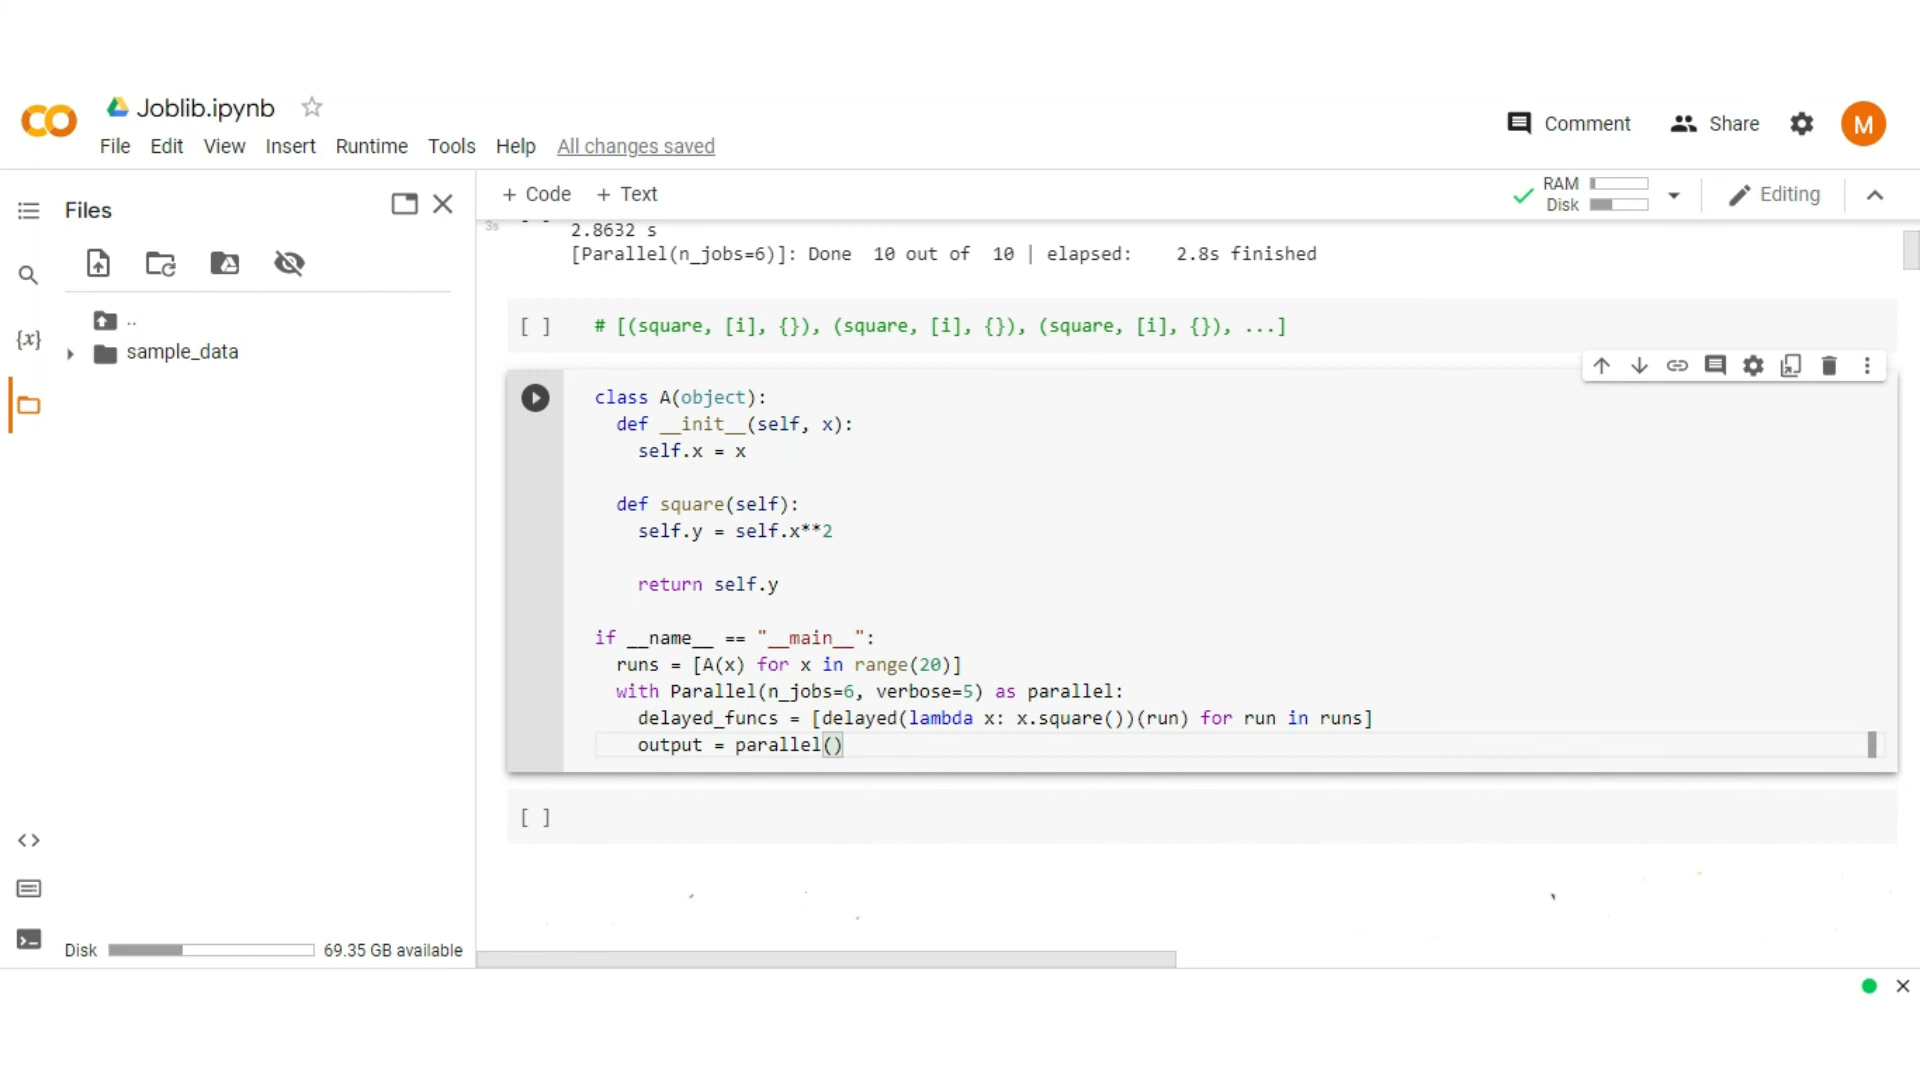 Joblib.ipynb
File Edit View Insert Runtime Tools Help All changes saved
Comment Share M
Files
+ Code + Text
RAM
Disk
Editing
3s
2.8632 s
[Parallel(n_jobs=6)]: Done 10 out of 10 | elapsed: 2.8s finished
..
sample_data
[ ] # [(square, [i], {}), (square, [i], {}), (square, [i], {}), ...]
class A(object):
def __init__(self, x):
self.x = x
def square(self):
self.y = self.x**2
return self.y
if __name__ == "__main__":
runs = [A(x) for x in range(20)]
with Parallel(n_jobs=6, verbose=5) as parallel:
delayed_funcs = [delayed(lambda x: x.square())(run) for run in runs]
output = parallel()
[ ]
Disk 69.35 GB available